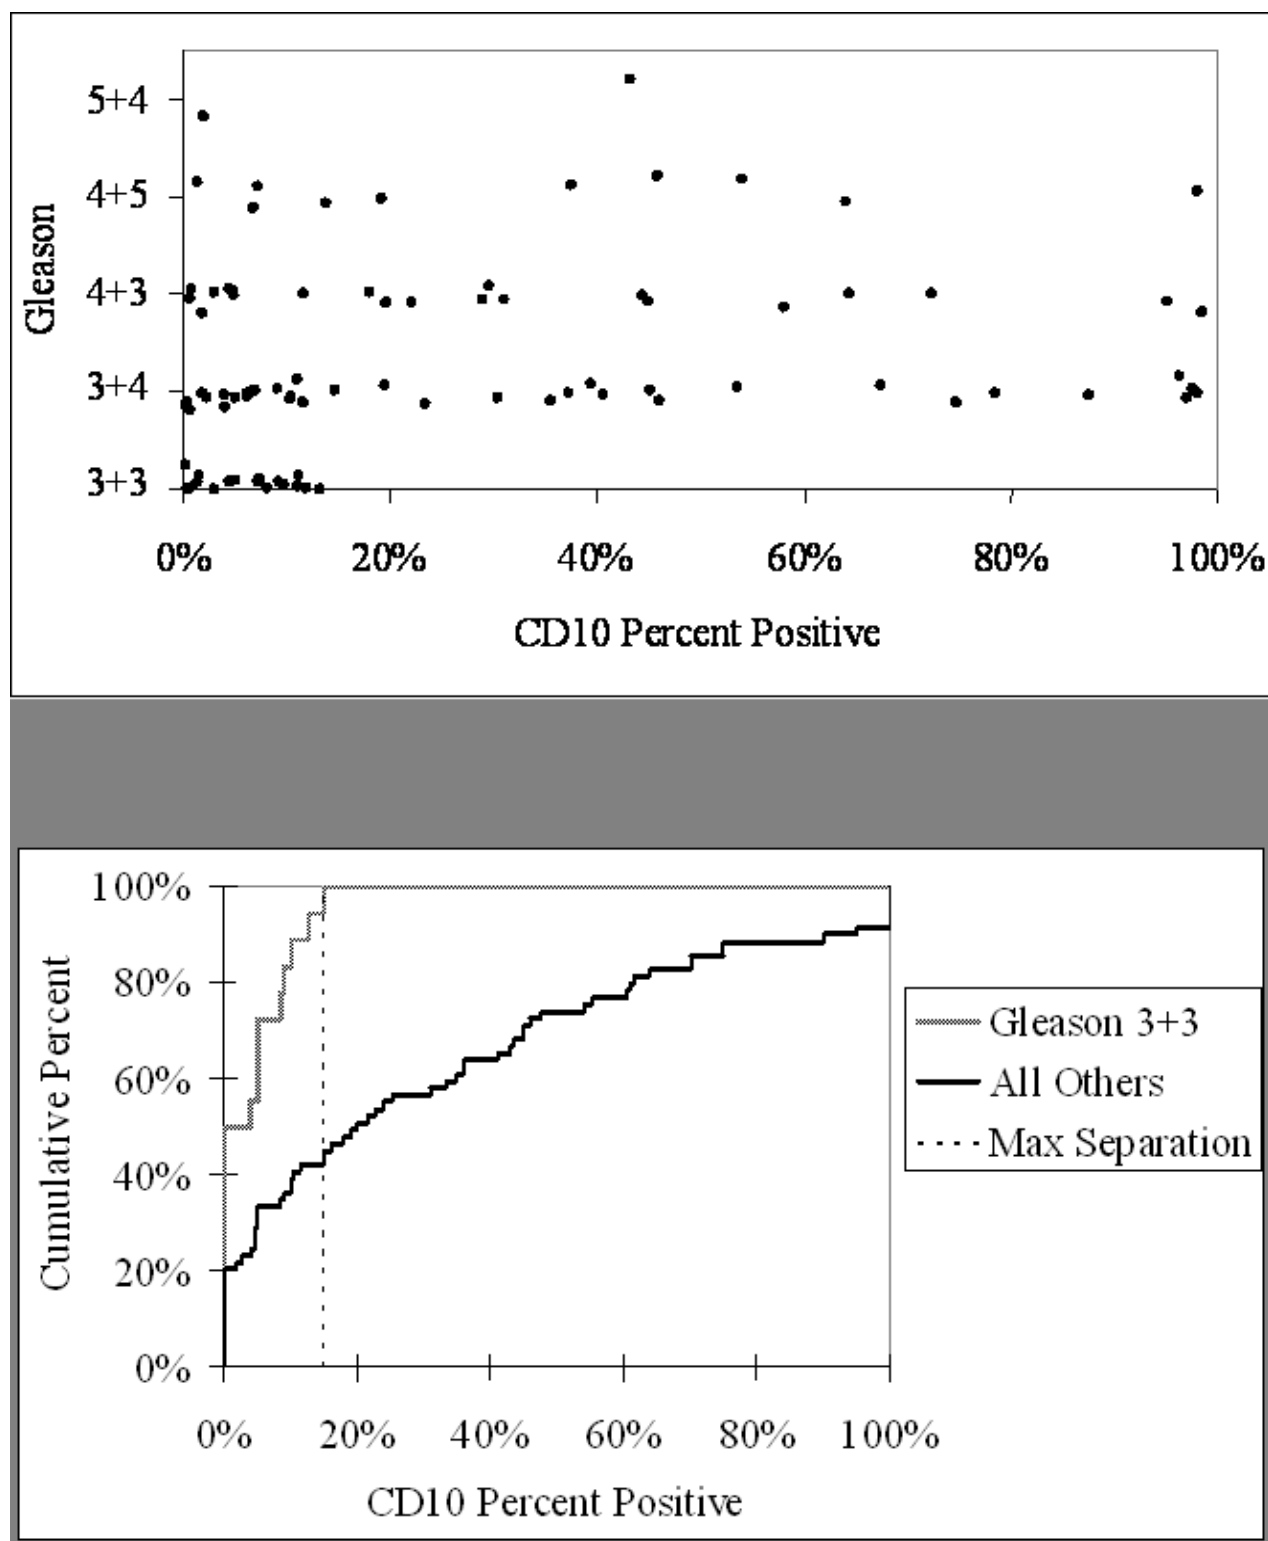 5+4
4+5
4+3
3+4
3+3
Gleason
0% 20% 40% 60% 80% 100%
CD10 Percent Positive
100%
80%
60%
40%
20%
0%
Cumulative Percent
0% 20% 40% 60% 80% 100%
CD10 Percent Positive
Gleason 3+3
All Others
Max Separation